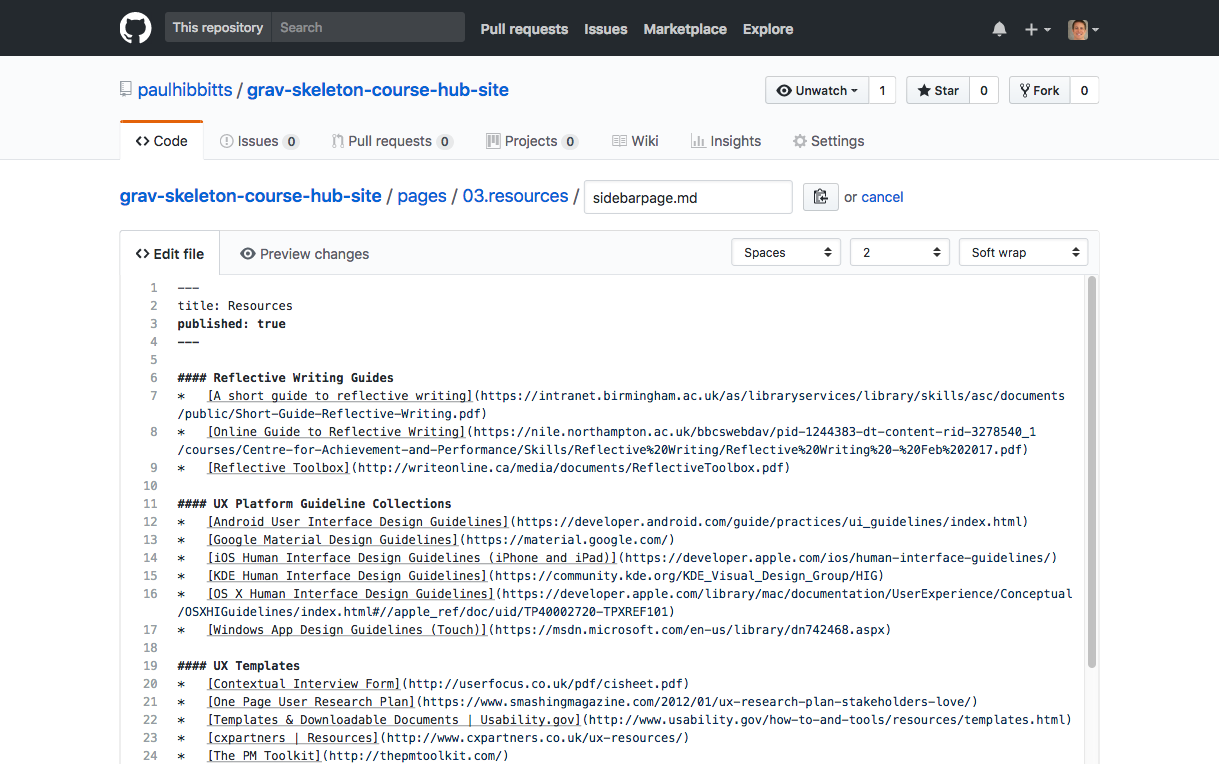 This repository Search Pull requests Issues Marketplace Explore
paulhibbitts / grav-skeleton-course-hub-site Unwatch 1 Star 0 Fork 0
Code Issues 0 Pull requests 0 Projects 0 Wiki Insights Settings
grav-skeleton-course-hub-site / pages / 03.resources / sidebarpage.md or cancel
Edit file Preview changes Spaces 2 Soft wrap
1 ---
2 title: Resources
3 published: true
4 ---
5
6 #### Reflective Writing Guides
7 * [A short guide to reflective writing](https://intranet.birmingham.ac.uk/as/libraryservices/library/skills/asc/documents
/public/Short-Guide-Reflective-Writing.pdf)
8 * [Online Guide to Reflective Writing](https://nile.northampton.ac.uk/bbcswebdav/pid-1244383-dt-content-rid-3278540_1
/courses/Centre-for-Achievement-and-Performance/Skills/Reflective%20Writing/Reflective%20Writing%20-%20Feb%202017.pdf)
9 * [Reflective Toolbox](http://writeonline.ca/media/documents/ReflectiveToolbox.pdf)
10
11 #### UX Platform Guideline Collections
12 * [Android User Interface Design Guidelines](https://developer.android.com/guide/practices/ui_guidelines/index.html)
13 * [Google Material Design Guidelines](https://material.google.com/)
14 * [iOS Human Interface Design Guidelines (iPhone and iPad)](https://developer.apple.com/ios/human-interface-guidelines/)
15 * [KDE Human Interface Design Guidelines](https://community.kde.org/KDE_Visual_Design_Group/HIG)
16 * [OS X Human Interface Design Guidelines](https://developer.apple.com/library/mac/documentation/UserExperience/Conceptual
/OSXHIGuidelines/index.html#//apple_ref/doc/uid/TP40002720-TPXREF101)
17 * [Windows App Design Guidelines (Touch)](https://msdn.microsoft.com/en-us/library/dn742468.aspx)
18
19 #### UX Templates
20 * [Contextual Interview Form](http://userfocus.co.uk/pdf/cisheet.pdf)
21 * [One Page User Research Plan](https://www.smashingmagazine.com/2012/01/ux-research-plan-stakeholders-love/)
22 * [Templates & Downloadable Documents | Usability.gov](http://www.usability.gov/how-to-and-tools/resources/templates.html)
23 * [cxpartners | Resources](http://www.cxpartners.co.uk/ux-resources/)
24 * [The PM Toolkit](http://thepmtoolkit.com/)